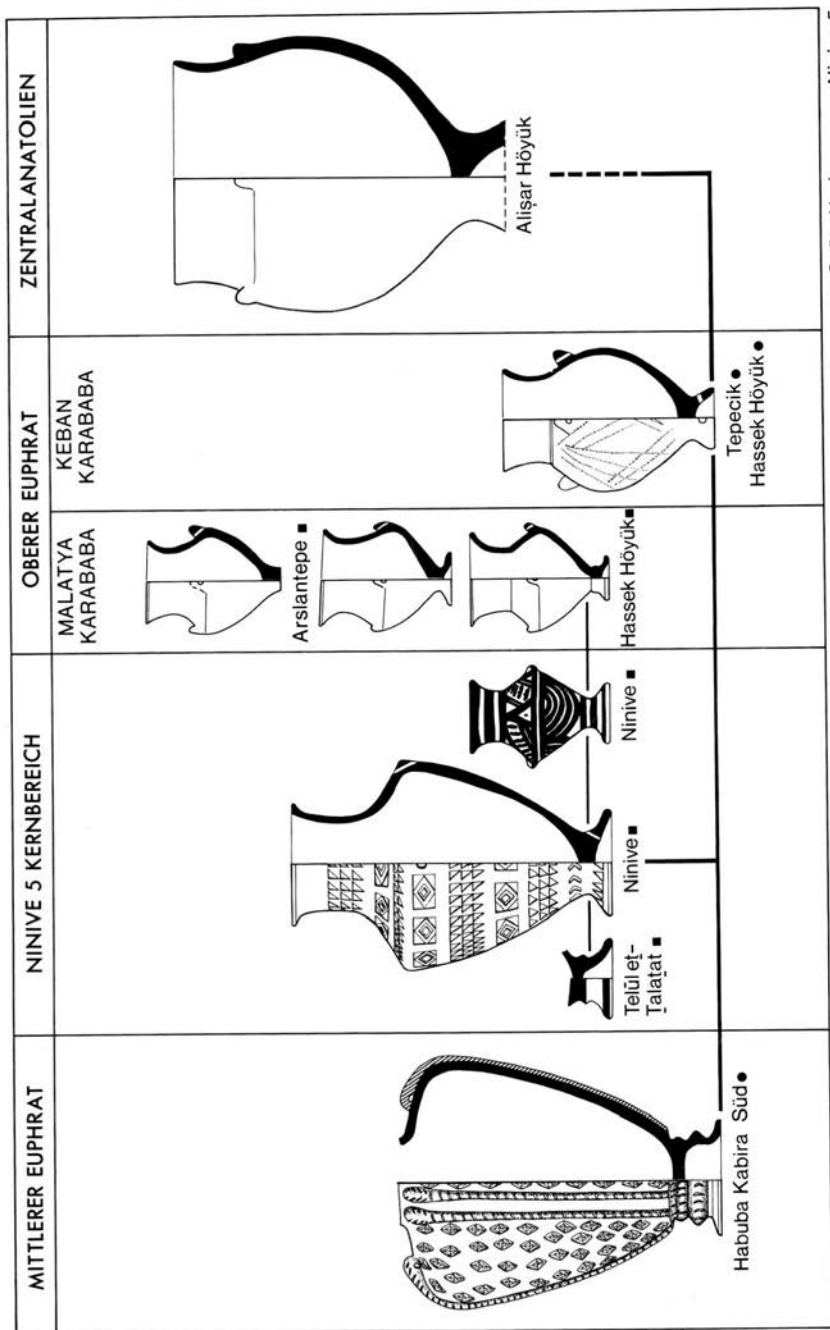 MITTLERER EUPHRAT
NINIVE 5 KERNBEREICH
OBERER EUPHRAT
ZENTRALANATOLIEN
MALATYA
KARABABA
KEBAN
KARABABA
Habuba Kabira Süd
Telūl eṯ-
Ṯalaṯat
Ninive
Ninive
Arslantepe
Hassek Höyük
Tepecik
Hassek Höyük
Alişar Höyük